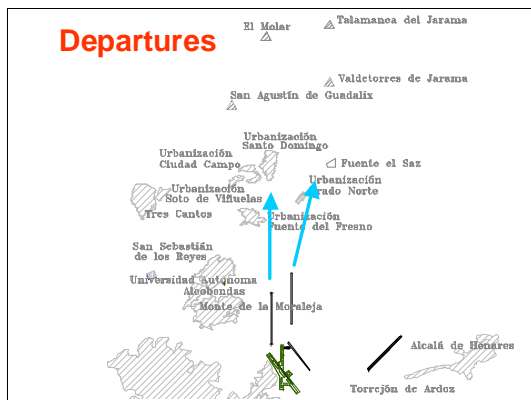 Departures
El Molar
Talamanca del Jarama
Valdetorres de Jarama
San Agustín de Guadalix
Urbanización
Santo Domingo
Urbanización
Ciudad Campo
Fuente el Saz
Urbanización
Prado Norte
Urbanización
Soto de Viñuelas
Tres Cantos
Urbanización
Fuente del Fresno
San Sebastián
de los Reyes
Universidad Autónoma
Alcobendas
Monte de la Moraleja
Alcalá de Henares
Torrejón de Ardoz